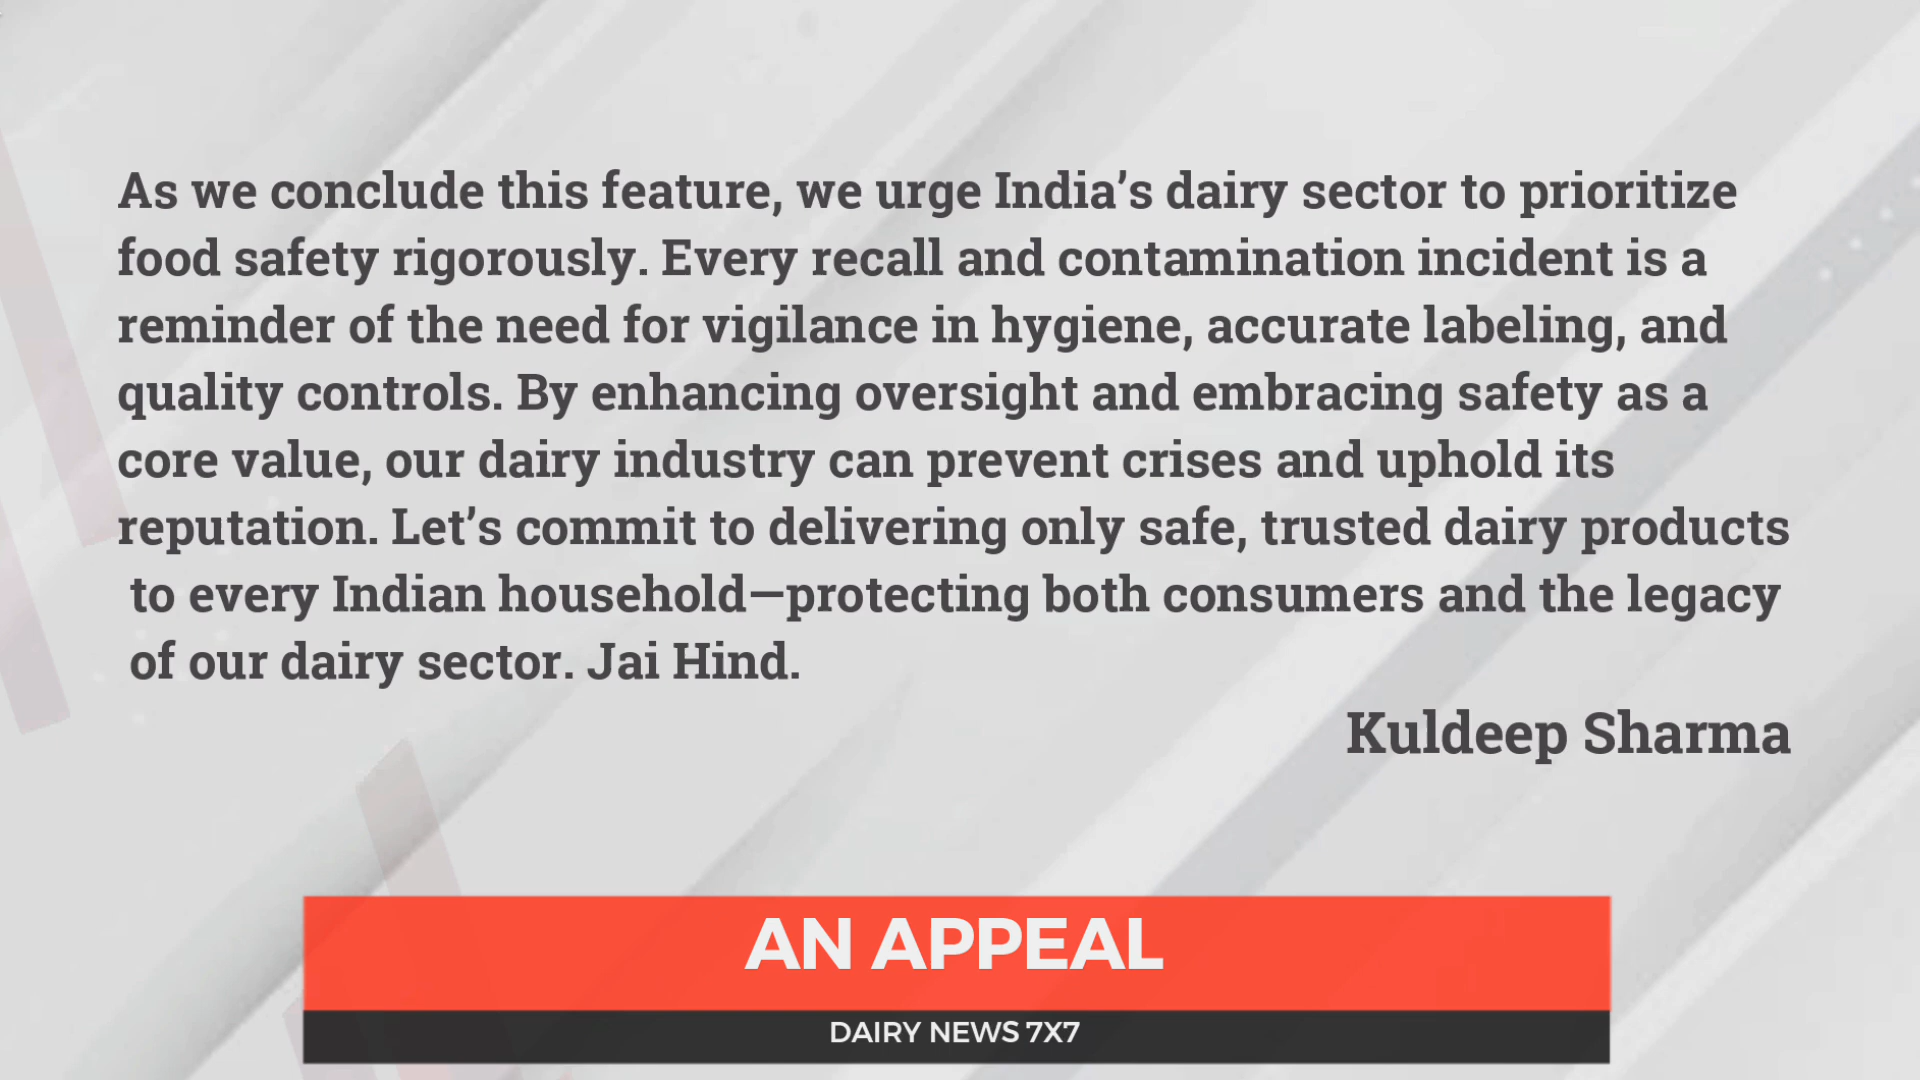 As we conclude this feature, we urge India’s dairy sector to prioritize
food safety rigorously. Every recall and contamination incident is a
reminder of the need for vigilance in hygiene, accurate labeling, and
quality controls. By enhancing oversight and embracing safety as a
core value, our dairy industry can prevent crises and uphold its
reputation. Let’s commit to delivering only safe, trusted dairy products
to every Indian household—protecting both consumers and the legacy
of our dairy sector. Jai Hind.
Kuldeep Sharma
AN APPEAL
DAIRY NEWS 7X7